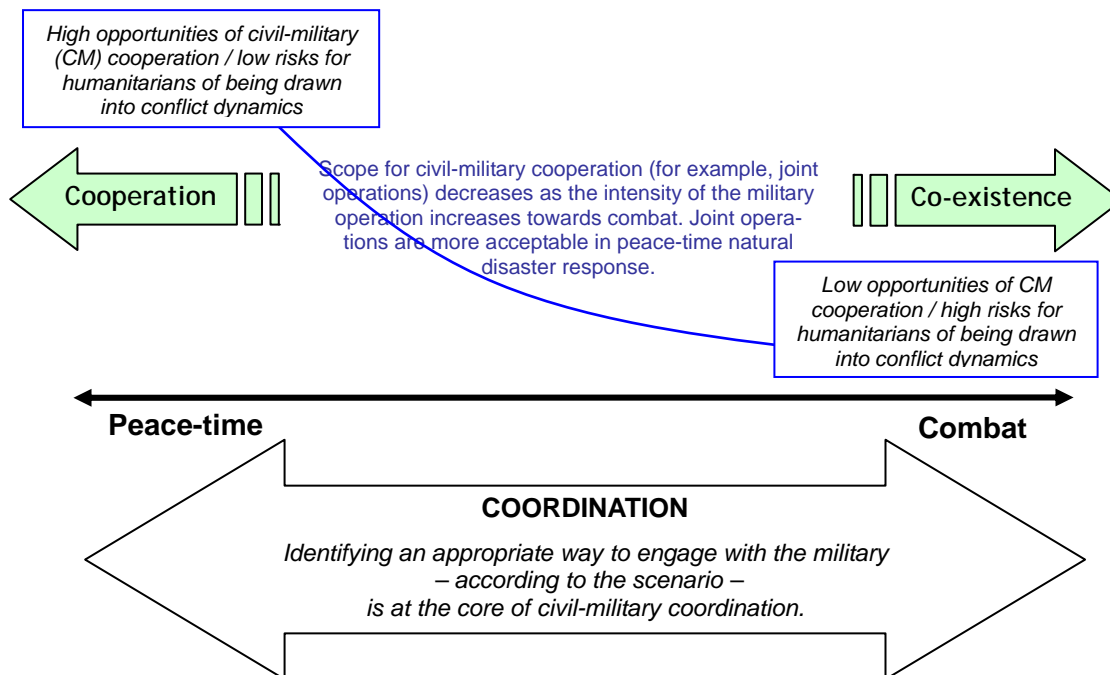 High opportunities of civil-military
(CM) cooperation / low risks for
humanitarians of being drawn
into conflict dynamics
Cooperation
Scope for civil-military cooperation (for example, joint
operations) decreases as the intensity of the military
operation increases towards combat. Joint opera-
tions are more acceptable in peace-time natural
disaster response.
Co-existence
Low opportunities of CM
cooperation / high risks for
humanitarians of being drawn
into conflict dynamics
Peace-time
Combat
COORDINATION
Identifying an appropriate way to engage with the military
– according to the scenario –
is at the core of civil-military coordination.